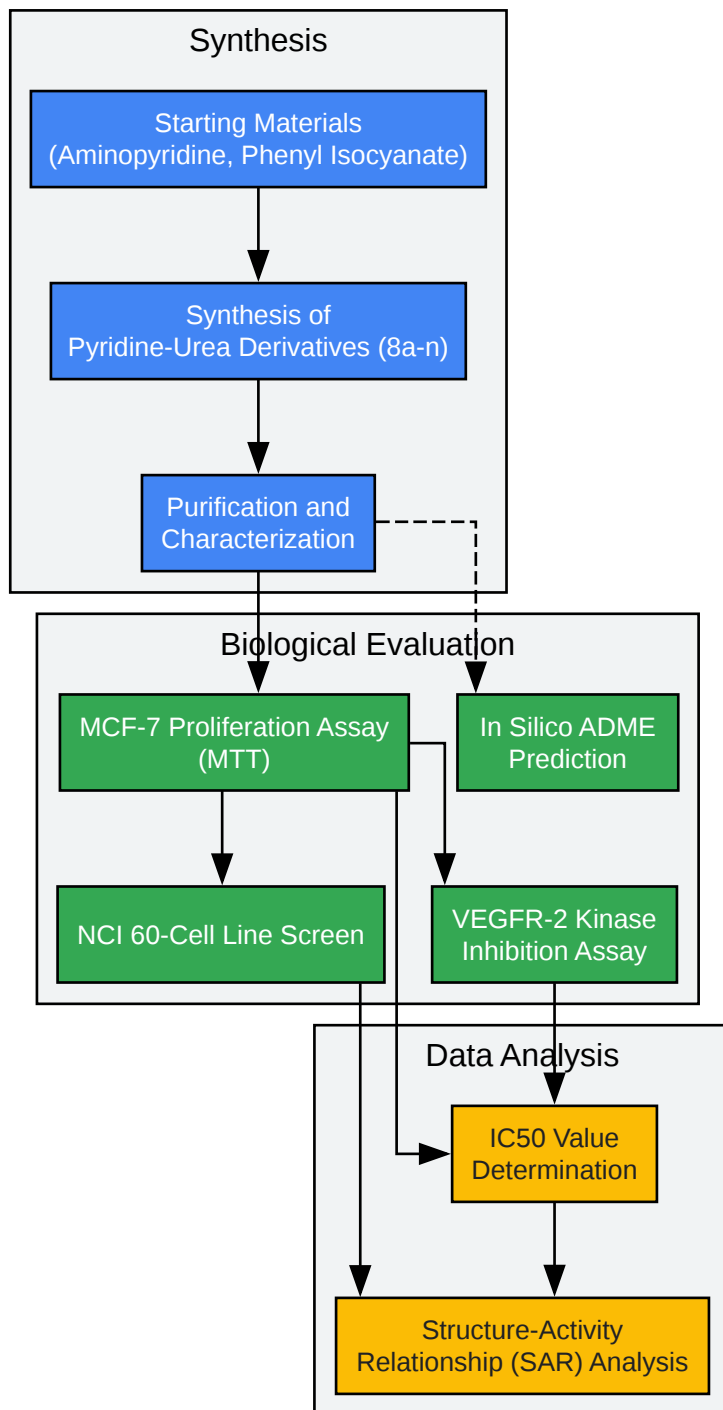 Synthesis
Starting Materials
(Aminopyridine, Phenyl Isocyanate)
Synthesis of
Pyridine-Urea Derivatives (8a-n)
Purification and
Characterization
Biological Evaluation
MCF-7 Proliferation Assay
(MTT)
In Silico ADME
Prediction
NCI 60-Cell Line Screen
VEGFR-2 Kinase
Inhibition Assay
Data Analysis
IC50 Value
Determination
Structure-Activity
Relationship (SAR) Analysis